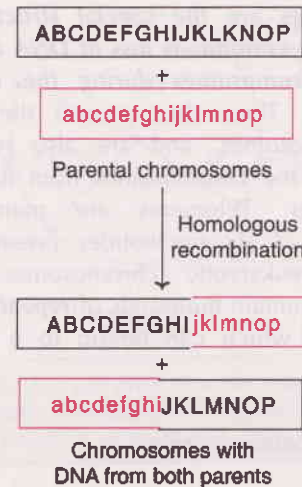 ABCDEFGHIJKLKNOP
+
abcdefghijklmnop
Parental chromosomes
Homologous
recombination
ABCDEFGHIjklmnop
+
abcdefghiJKLMNOP
Chromosomes with
DNA from both parents